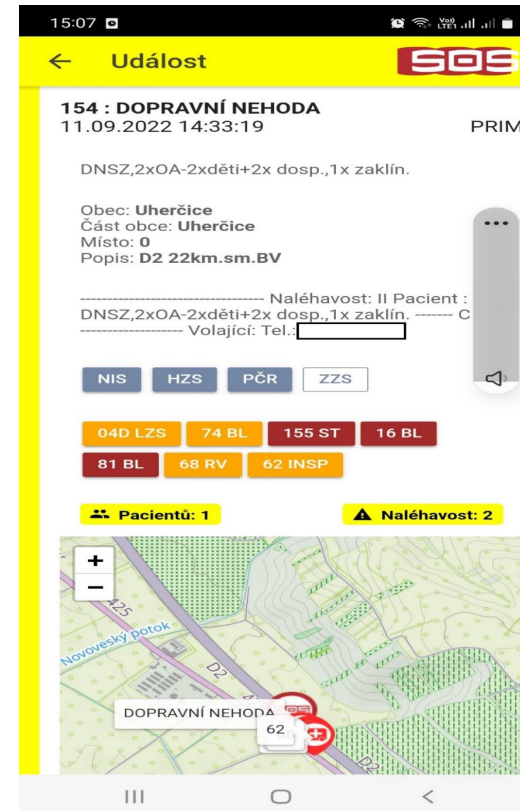 15:07
Událost
SOS
154 : DOPRAVNÍ NEHODA
11.09.2022 14:33:19 PRIM
DNSZ,2xOA-2xděti+2x dosp.,1x zaklín.
Obec: Uherčice
Část obce: Uherčice
Místo: 0
Popis: D2 22km.sm.BV
-------------------------------- Naléhavost: II Pacient :
DNSZ,2xOA-2xděti+2x dosp.,1x zaklín. ------- C
------------------ Volající: Tel.:
NIS HZS PČR ZZS
04D LZS 74 BL 155 ST 16 BL
81 BL 68 RV 62 INSP
Pacientů: 1 Naléhavost: 2
+
−
425
Novoveský potok
D2
DOPRAVNÍ NEHODA
62
D2